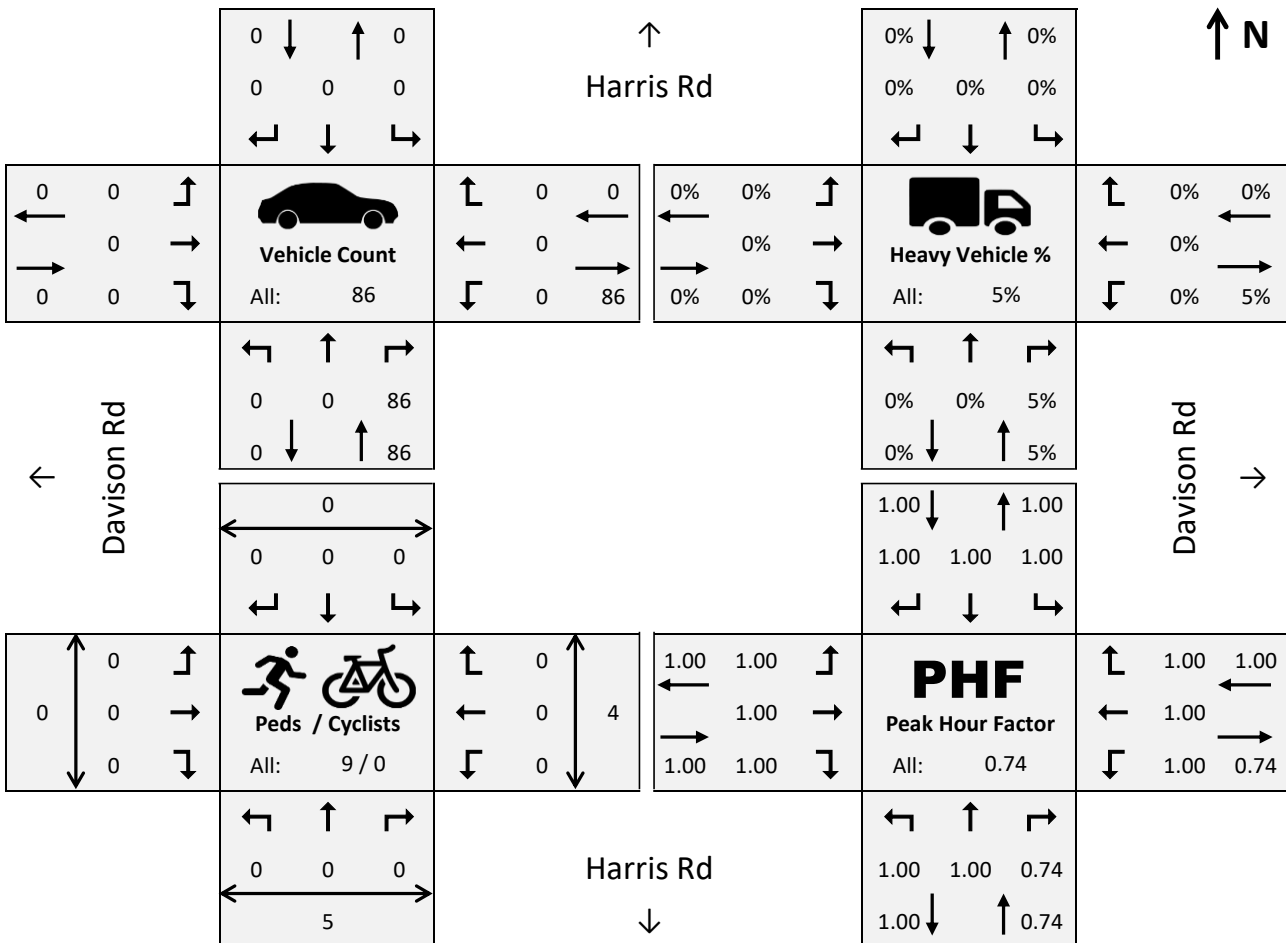 0 0
0 0 0
Harris Rd
0% 0%
0% 0% 0%
N
0 0
0
0 0
Vehicle Count
All: 86
0 0
0
0 86
0% 0%
0%
0% 0%
Heavy Vehicle %
All: 5%
0% 0%
0%
0% 5%
0 0 86
0 86
0% 0% 5%
0% 5%
Davison Rd
Davison Rd
0
0 0 0
1.00 1.00
1.00 1.00 1.00
0
0
0
0
Peds / Cyclists
All: 9 / 0
0
0 4
0
1.00 1.00
1.00
1.00 1.00
PHF
Peak Hour Factor
All: 0.74
1.00 1.00
1.00
1.00 0.74
0 0 0
5
Harris Rd
1.00 1.00 0.74
1.00 0.74